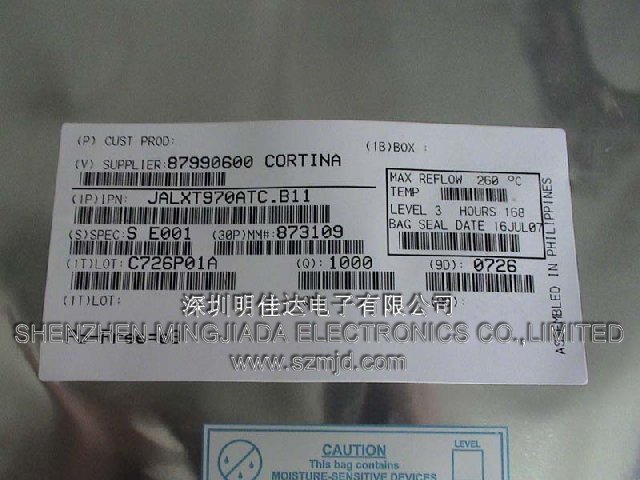 (P) CUST PROD:
(1B)BOX :
(V) SUPPLIER:87990600 CORTINA
MAX REFLOW 260 °C
TEMP
(1P)IPN: JALXT970ATC.B11
LEVEL 3 HOURS 168
BAG SEAL DATE 16JUL07
(S)SPEC:S E001 (30P)MM#:873109
(1T)LOT:C726P01A (Q):1000 (9D):0726
(1T)LOT:
ASSEMBLED IN PHILIPPINES
深圳明佳达电子有限公司
SHENZHEN MINGJIADA ELECTRONICS CO.,LIMITED
www.szmjd.com
CAUTION
This bag contains
MOISTURE-SENSITIVE DEVICES
LEVEL